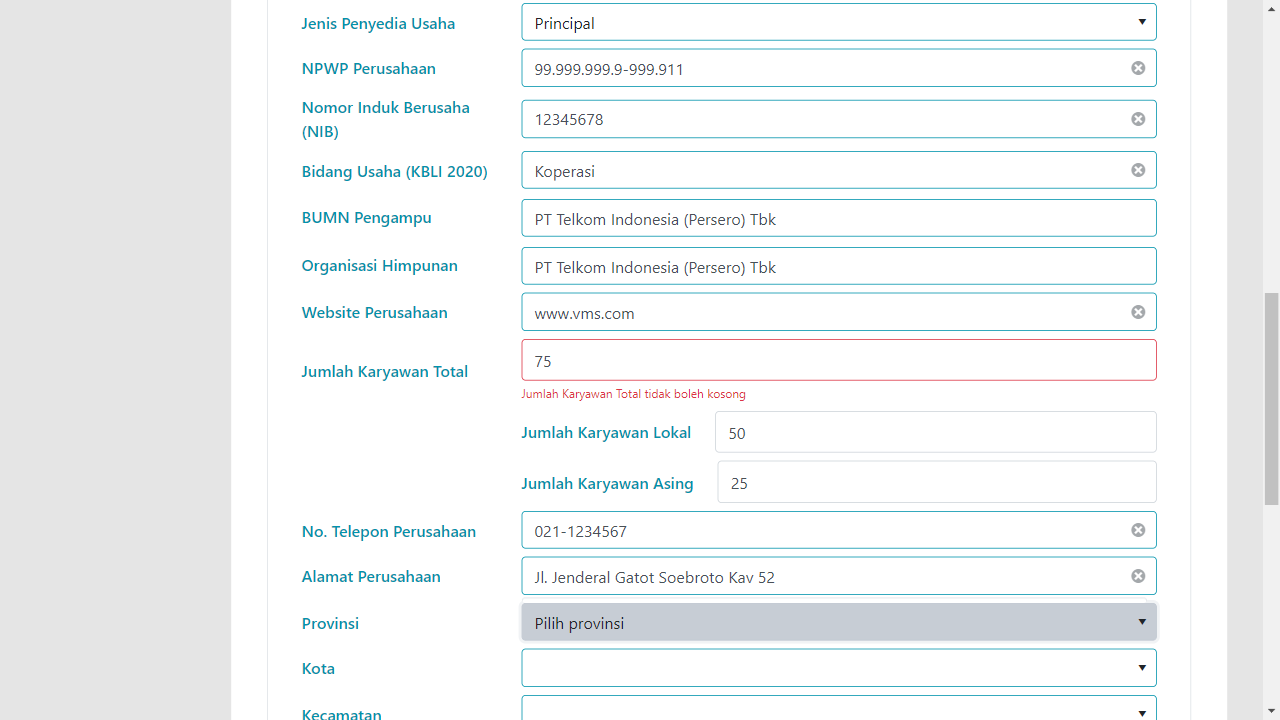 Jenis Penyedia Usaha
Principal
NPWP Perusahaan
99.999.999.9-999.911
Nomor Induk Berusaha
(NIB)
12345678
Bidang Usaha (KBLI 2020)
Koperasi
BUMN Pengampu
PT Telkom Indonesia (Persero) Tbk
Organisasi Himpunan
PT Telkom Indonesia (Persero) Tbk
Website Perusahaan
www.vms.com
Jumlah Karyawan Total
75
Jumlah Karyawan Total tidak boleh kosong
Jumlah Karyawan Lokal
50
Jumlah Karyawan Asing
25
No. Telepon Perusahaan
021-1234567
Alamat Perusahaan
Jl. Jenderal Gatot Soebroto Kav 52
Provinsi
Pilih provinsi
Kota
Kecamatan